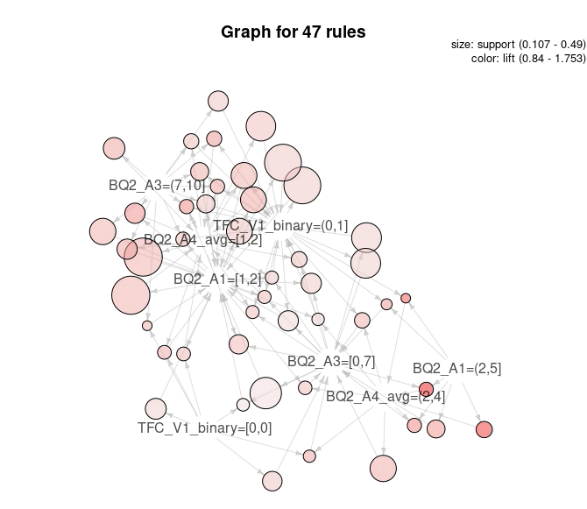 Graph for 47 rules
size: support (0.107 - 0.49)
color: lift (0.84 - 1.753)
BQ2_A3=(7,10]
TFC_V1_binary=(0,1]
BQ2_A4_avg=[1,2]
BQ2_A1=[1,2]
BQ2_A3=[0,7]
BQ2_A1=(2,5]
BQ2_A4_avg=(2,4]
TFC_V1_binary=[0,0]